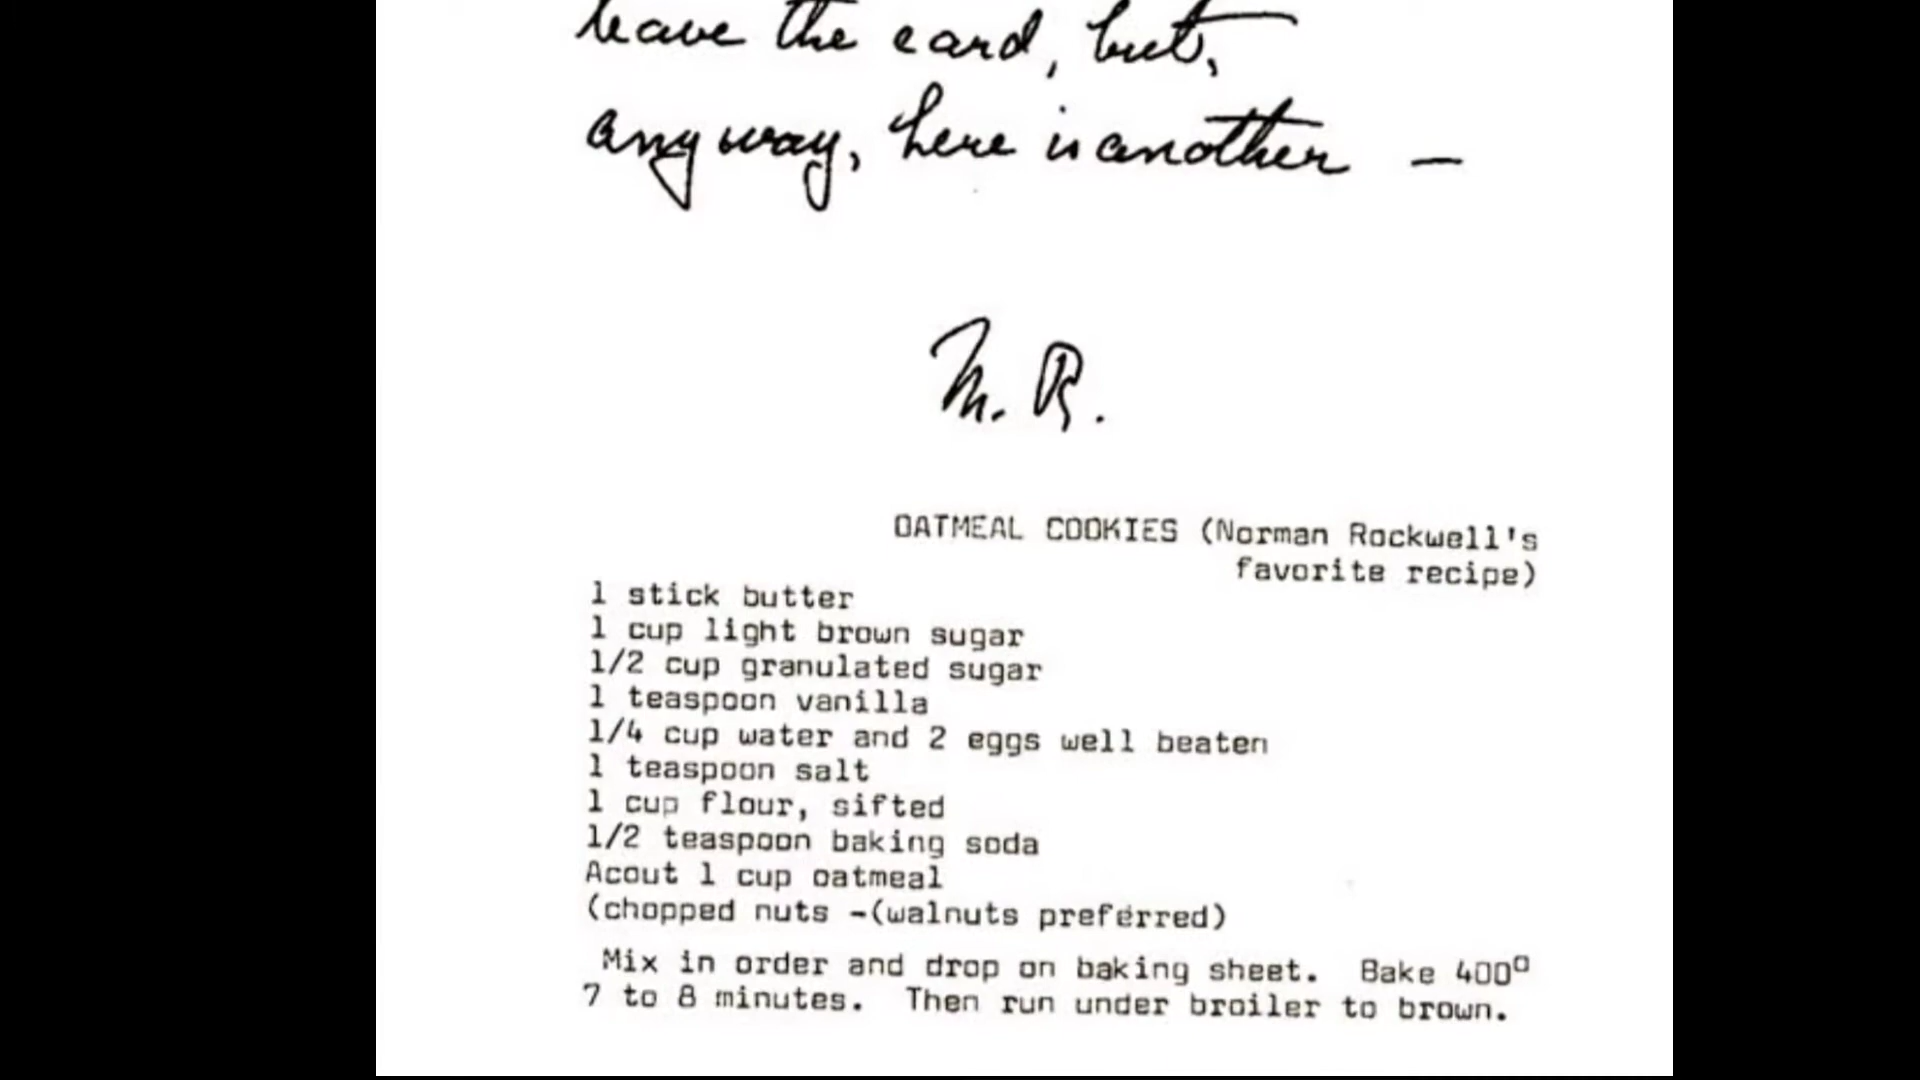 leave the card, but,
anyway, here is another —
M. R.
OATMEAL COOKIES (Norman Rockwell's
favorite recipe)
1 stick butter
1 cup light brown sugar
1/2 cup granulated sugar
1 teaspoon vanilla
1/4 cup water and 2 eggs well beaten
1 teaspoon salt
1 cup flour, sifted
1/2 teaspoon baking soda
Acout 1 cup oatmeal
(chopped nuts -(walnuts preferred)
Mix in order and drop on baking sheet. Bake 400°
7 to 8 minutes. Then run under broiler to brown.